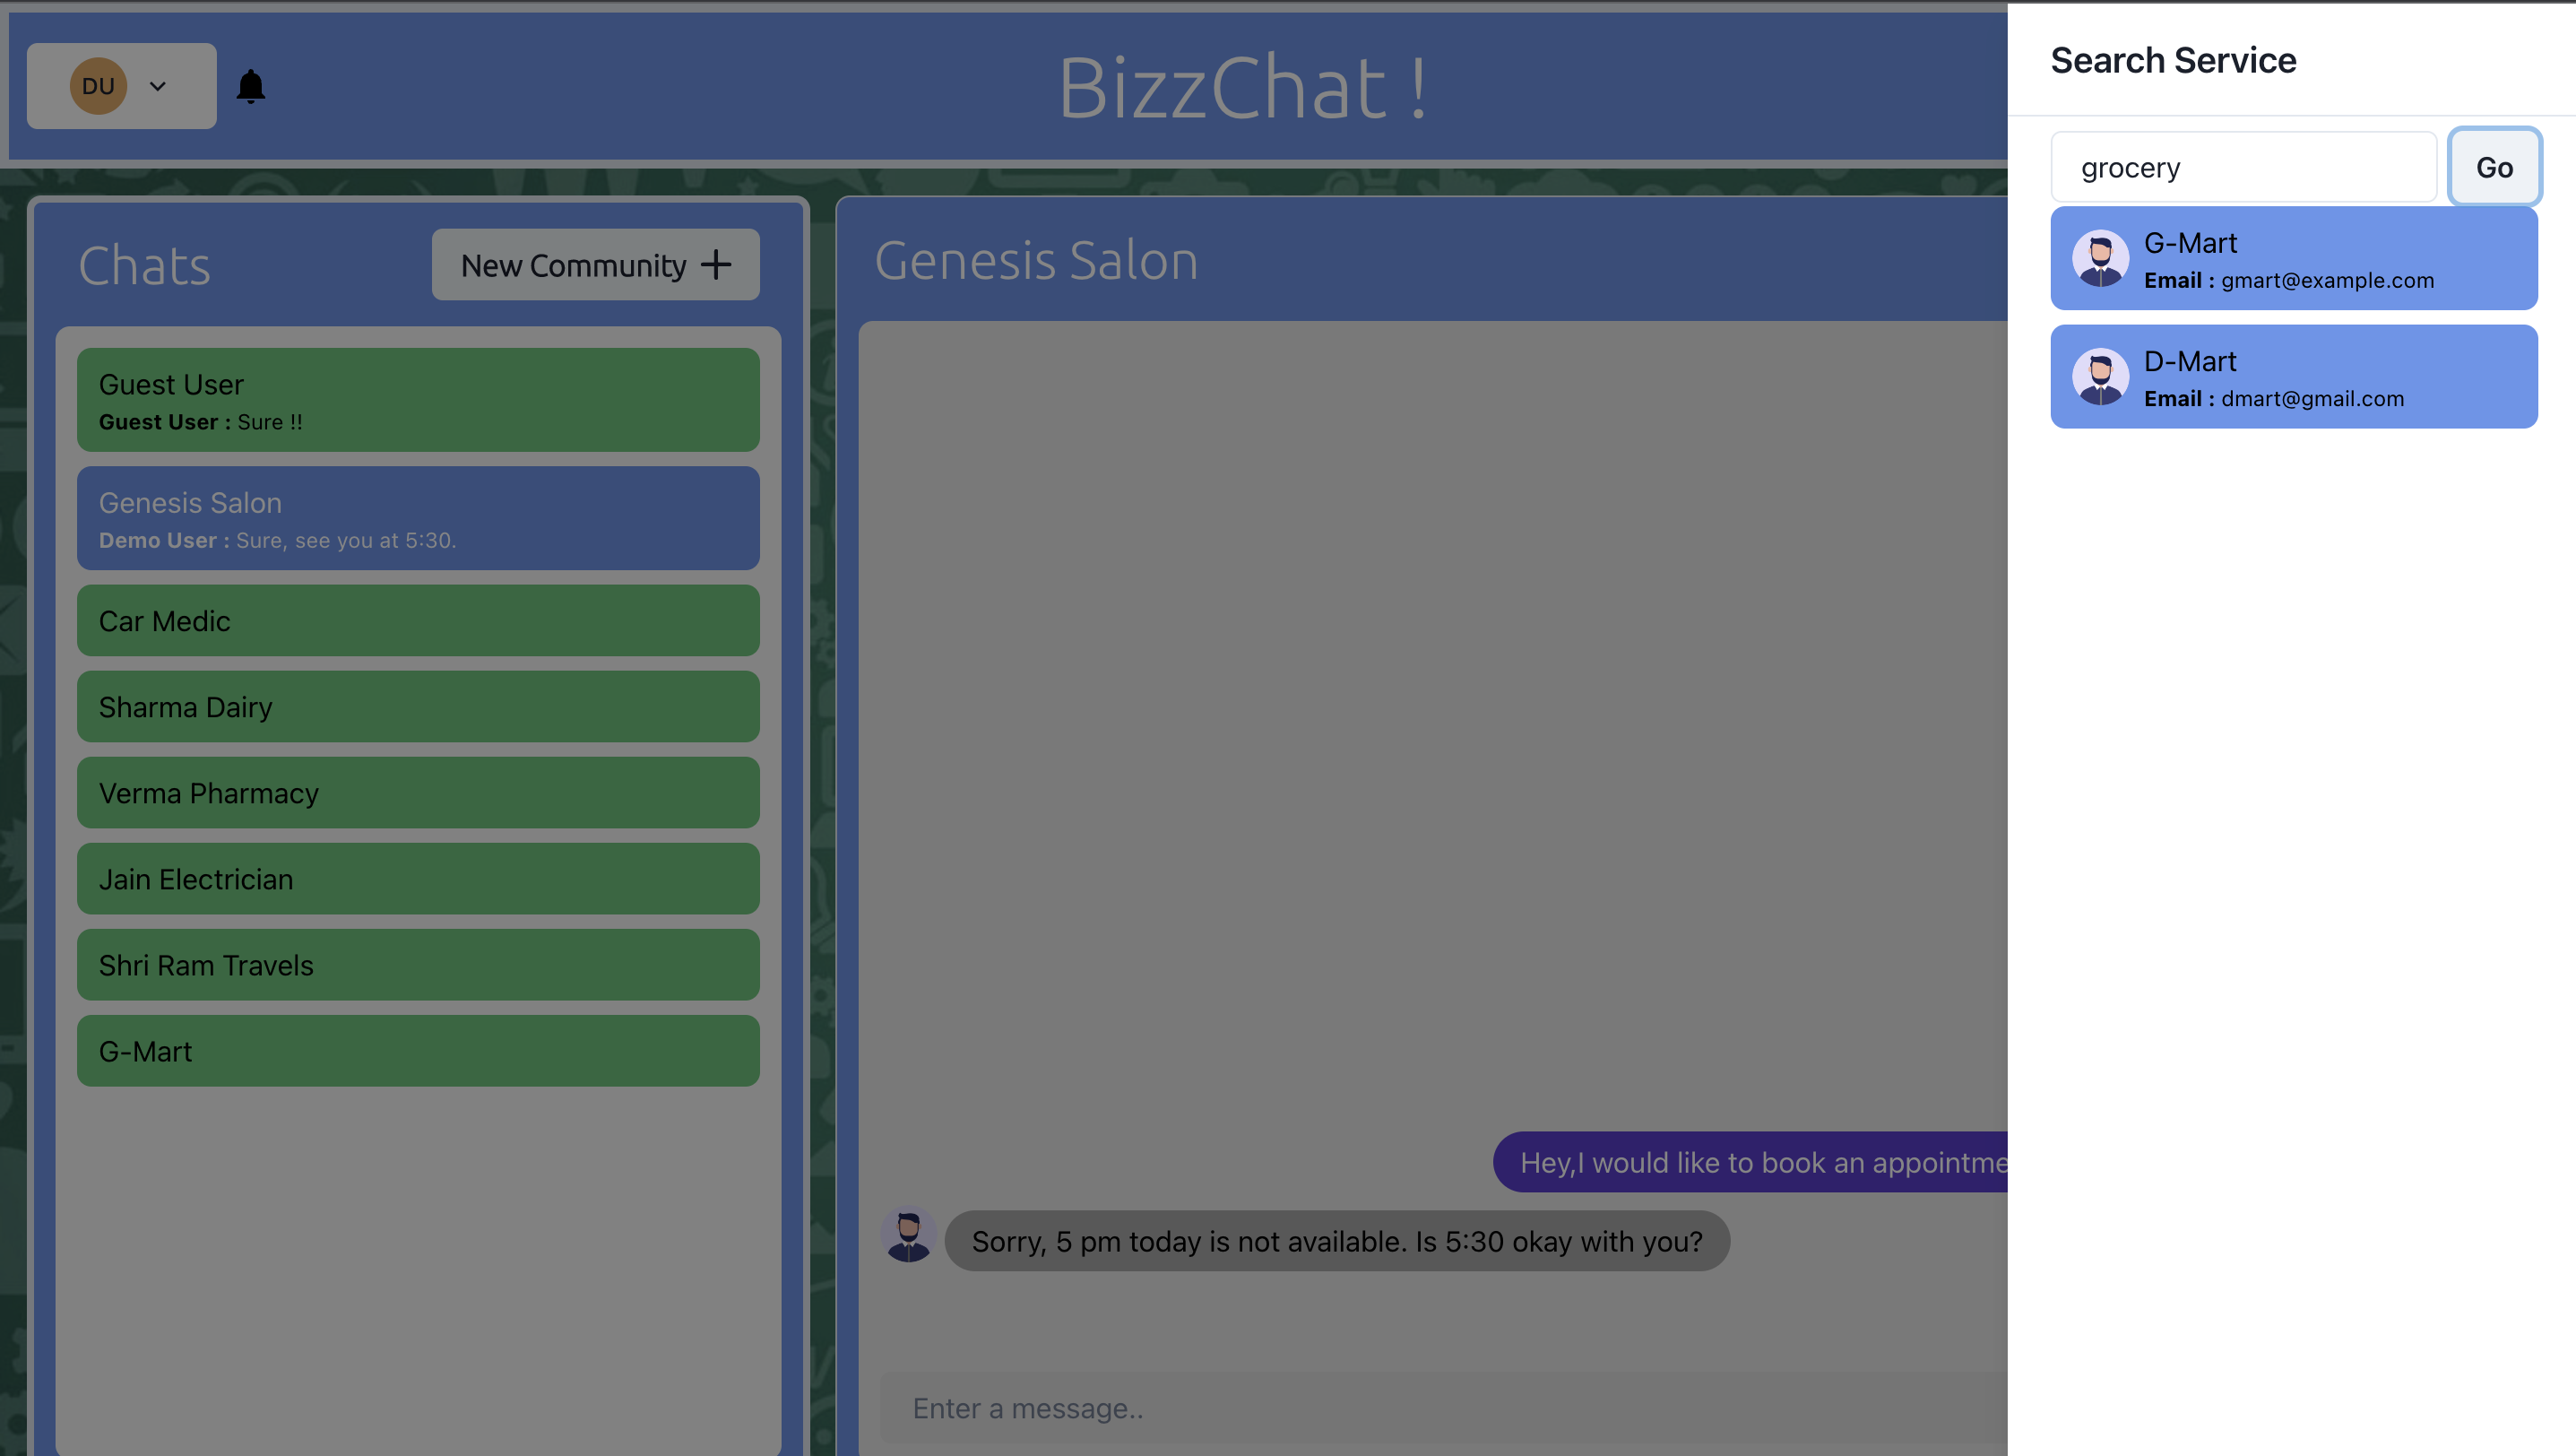 DU
BizzChat !
Chats
New Community +
Guest User
Guest User : Sure !!
Genesis Salon
Demo User : Sure, see you at 5:30.
Car Medic
Sharma Dairy
Verma Pharmacy
Jain Electrician
Shri Ram Travels
G-Mart
Genesis Salon
Hey,I would like to book an appointme
Sorry, 5 pm today is not available. Is 5:30 okay with you?
Enter a message..
Search Service
grocery
Go
G-Mart
Email : gmart@example.com
D-Mart
Email : dmart@gmail.com